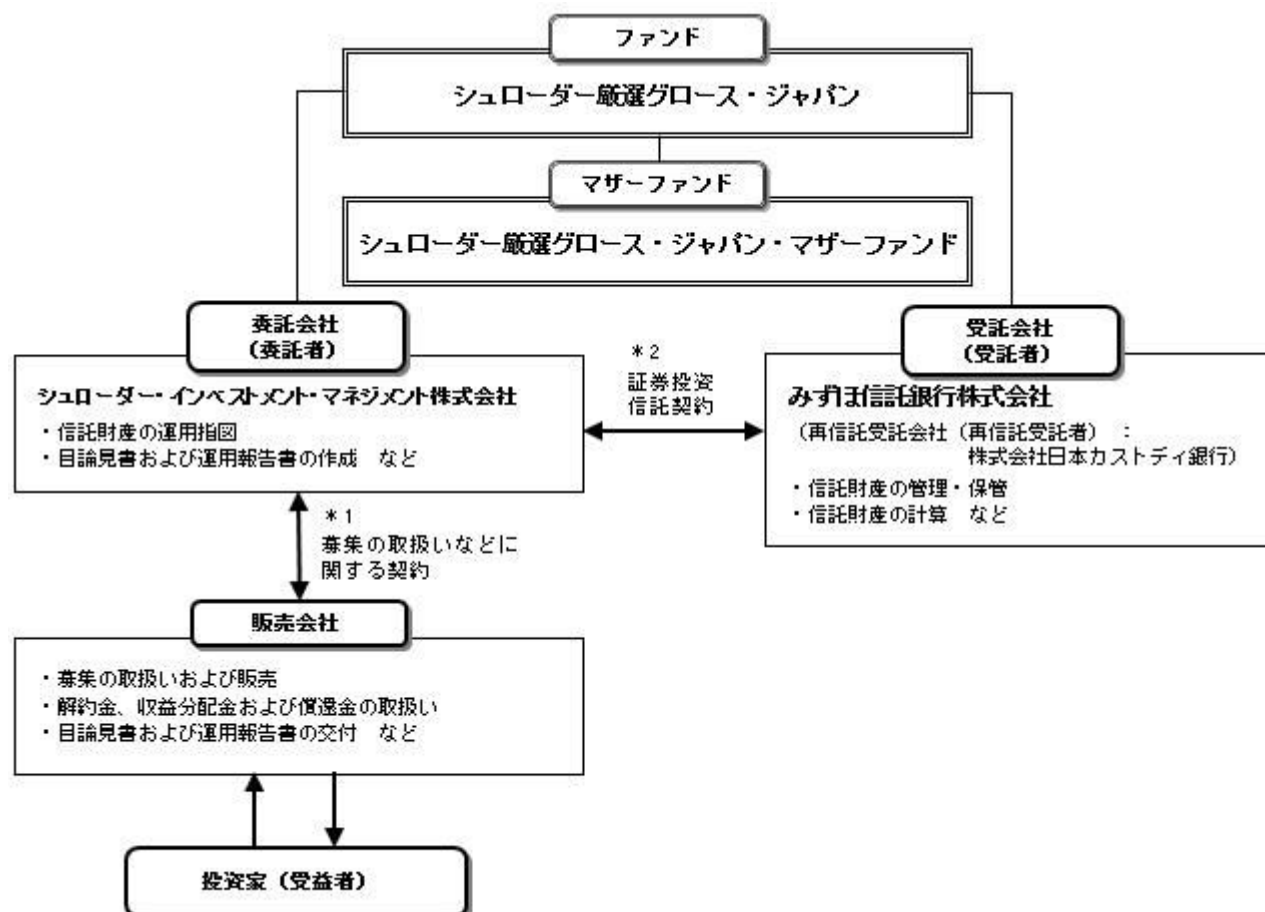 ファンド
シュローダー厳選グロース・ジャパン
マザーファンド
シュローダー厳選グロース・ジャパン・マザーファンド
委託会社
(委託者)
シュローダー・インベストメント・マネジメント株式会社
・信託財産の運用指図
・目論見書および運用報告書の作成　など
*2
証券投資
信託契約
受託会社
(受託者)
みずほ信託銀行株式会社
(再信託受託会社(再信託受託者)：
株式会社日本カストディ銀行)
・信託財産の管理・保管
・信託財産の計算　など
*1
募集の取扱いなどに
関する契約
販売会社
・募集の取扱いおよび販売
・解約金、収益分配金および償還金の取扱い
・目論見書および運用報告書の交付　など
投資家(受益者)